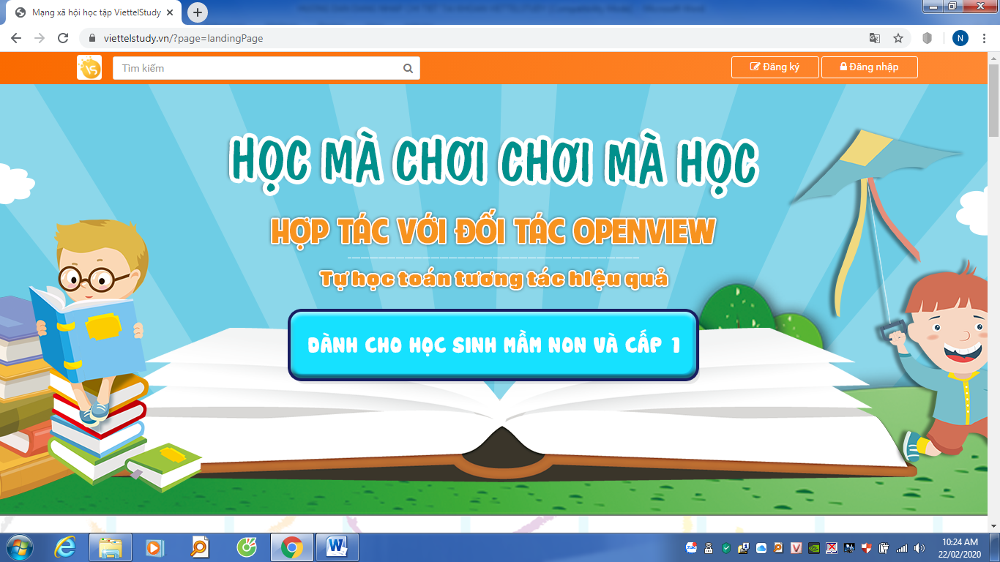 Mạng xã hội học tập ViettelStudy
viettelstudy.vn/?page=landingPage
N
VS
Tìm kiếm
Đăng ký
Đăng nhập
HỌC MÀ CHƠI CHƠI MÀ HỌC
HỢP TÁC VỚI ĐỐI TÁC OPENVIEW
Tự học toán tương tác hiệu quả
DÀNH CHO HỌC SINH MẦM NON VÀ CẤP 1
10:24 AM
22/02/2020